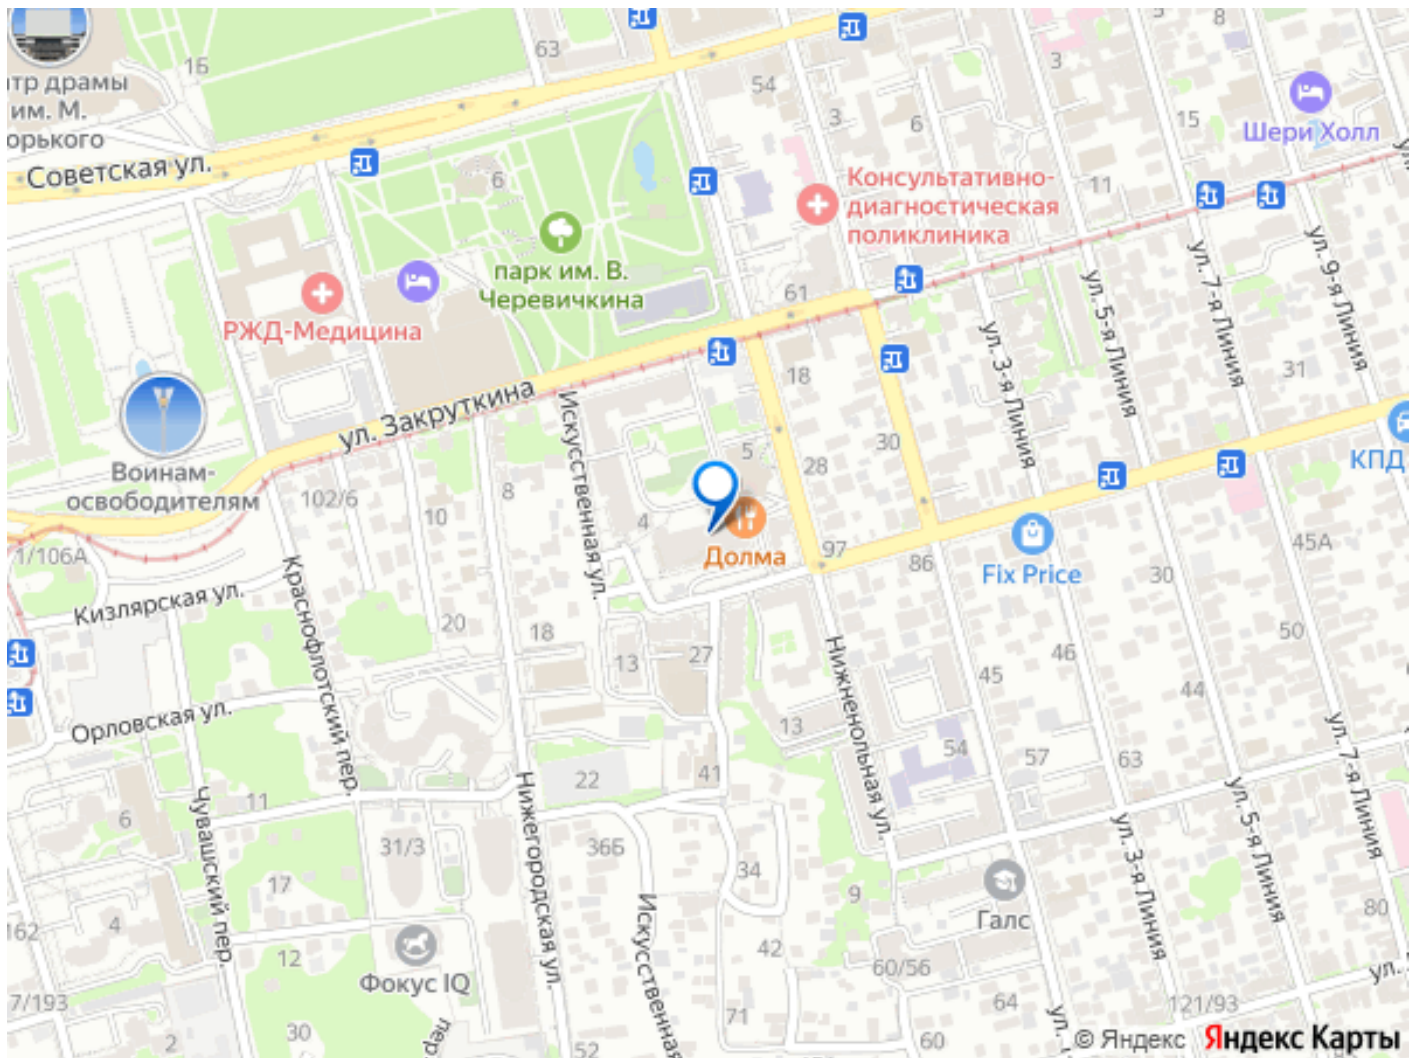 63
1Б
8
5
тр драмы
им. М.
орького
54
3
3
6
15
Шери Холл
Советская ул.
6
Консультативно-
диагностическая
поликлиника
11
парк им. В.
Черевичкина
РЖД-Медицина
61
ул. 3-я Линия
ул. 5-я Линия
ул. 7-я Линия
ул. 9-я Линия
18
31
ул. Закруткина
Искусственная ул.
5
30
28
КПД
Воинам-
освободителям
102/6
8
10
4
Долма
97
86
Fix Price
45А
30
1/106А
Кизлярская ул.
Краснофлотский пер.
20
18
13
27
Нижненольная ул.
45
46
50
44
Орловская ул.
13
54
57
63
ул. 7-я Линия
22
41
Чувашский пер.
11
6
Нижегородская ул.
31/3
36Б
34
ул. 3-я Линия
ул. 5-я Линия
17
9
Галс
80
4
162
Искусственная
12
Фокус IQ
42
60/56
7/193
30
64
121/93
ул.
2
пер.
52
71
60
ул.
© Яндекс
Яндекс Карты